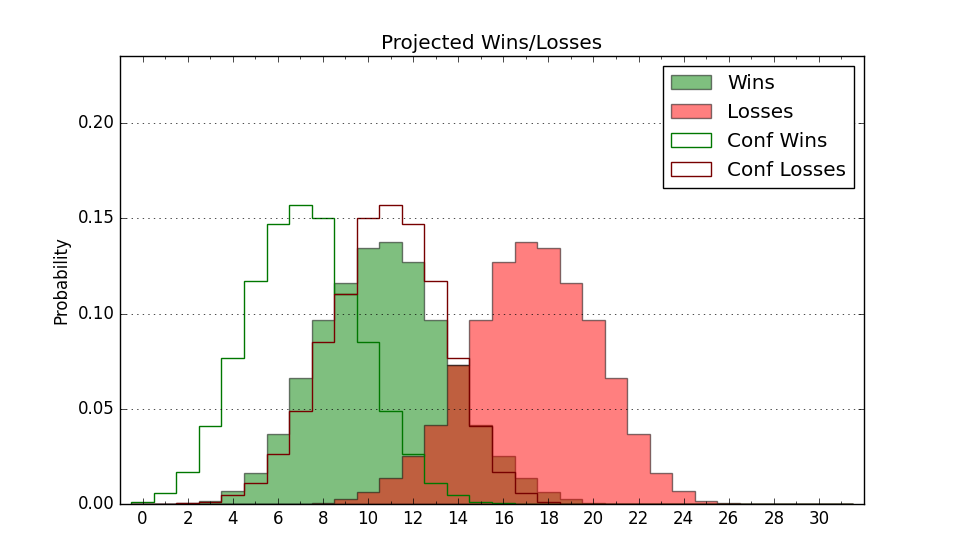 Projected Wins/Losses
Wins
Losses
Conf Wins
Conf Losses
Probability
0.20
0.15
0.10
0.05
0.00
0 2 4 6 8 10 12 14 16 18 20 22 24 26 28 30